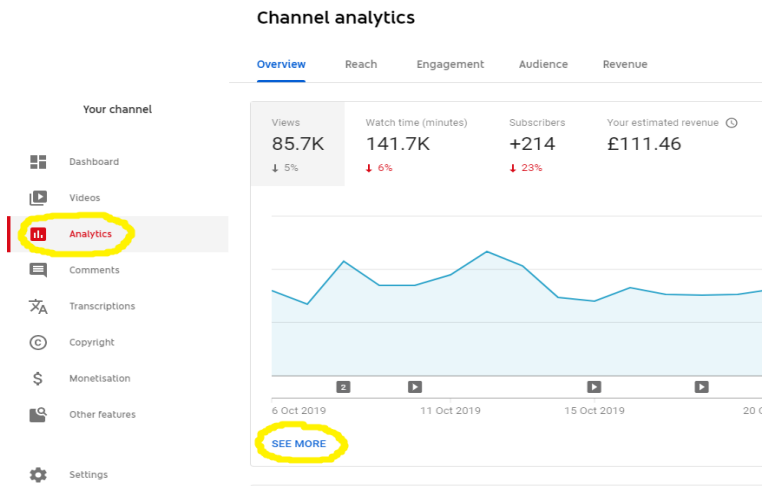 Channel analytics
Overview Reach Engagement Audience Revenue
Your channel
Dashboard
Videos
Analytics
Comments
Transcriptions
Copyright
Monetisation
Other features
Settings
Views Watch time (minutes) Subscribers Your estimated revenue
85.7K 141.7K +214 £111.46
↓ 5% ↓ 6% ↓ 23%
2
6 Oct 2019 11 Oct 2019 15 Oct 2019 20
SEE MORE